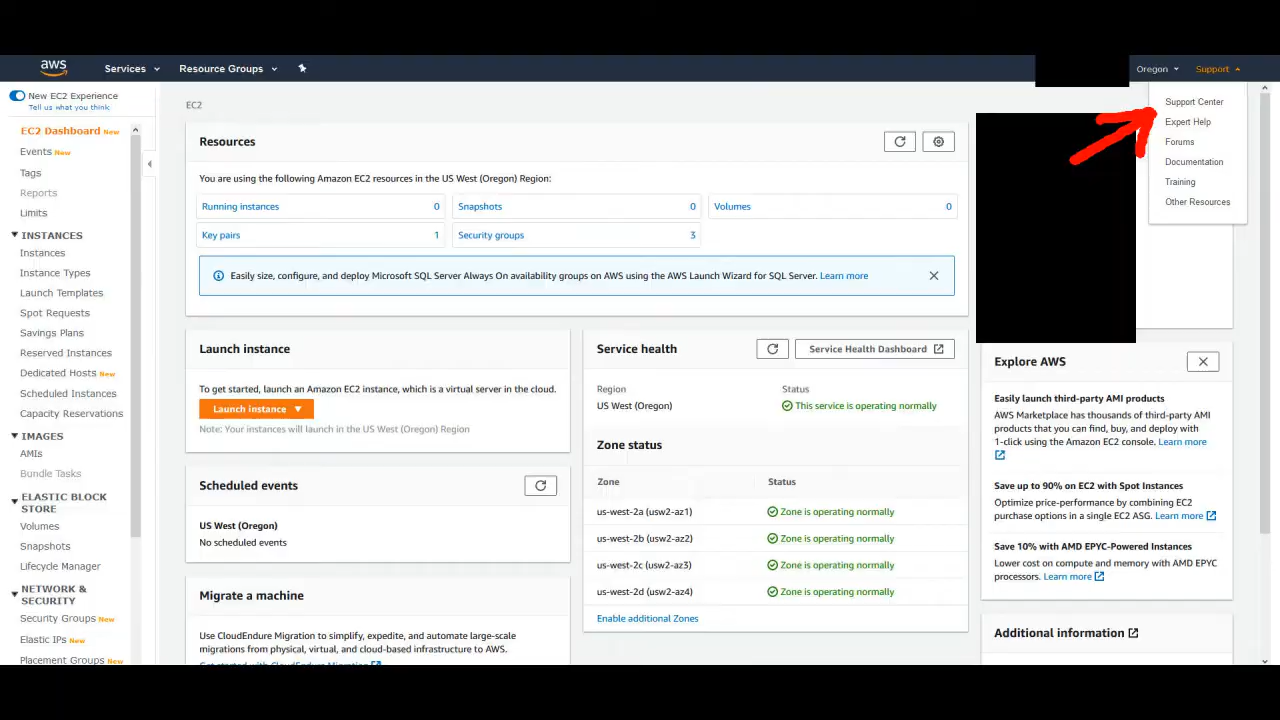 aws
Services
Resource Groups
Oregon
Support
New EC2 Experience
Tell us what you think
EC2 Dashboard New
Events New
Tags
Reports
Limits
INSTANCES
Instances
Instance Types
Launch Templates
Spot Requests
Savings Plans
Reserved Instances
Dedicated Hosts New
Scheduled Instances
Capacity Reservations
IMAGES
AMIs
Bundle Tasks
ELASTIC BLOCK
STORE
Volumes
Snapshots
Lifecycle Manager
NETWORK &
SECURITY
Security Groups New
Elastic IPs New
Placement Groups New
EC2
Resources
You are using the following Amazon EC2 resources in the US West (Oregon) Region:
Running instances 0
Snapshots 0
Volumes 0
Key pairs 1
Security groups 3
Easily size, configure, and deploy Microsoft SQL Server Always On availability groups on AWS using the AWS Launch Wizard for SQL Server. Learn more
Launch instance
To get started, launch an Amazon EC2 instance, which is a virtual server in the cloud.
Launch instance
Note: Your instances will launch in the US West (Oregon) Region
Scheduled events
US West (Oregon)
No scheduled events
Migrate a machine
Use CloudEndure Migration to simplify, expedite, and automate large-scale
migrations from physical, virtual, and cloud-based infrastructure to AWS.
Get started with CloudEndure Migration
Service health
Service Health Dashboard
Region
Status
US West (Oregon)
This service is operating normally
Zone status
Zone
Status
us-west-2a (usw2-az1)
Zone is operating normally
us-west-2b (usw2-az2)
Zone is operating normally
us-west-2c (usw2-az3)
Zone is operating normally
us-west-2d (usw2-az4)
Zone is operating normally
Enable additional Zones
Support Center
Expert Help
Forums
Documentation
Training
Other Resources
Explore AWS
Easily launch third-party AMI products
AWS Marketplace has thousands of third-party AMI
products that you can find, buy, and deploy with
1-click using the Amazon EC2 console. Learn more
Save up to 90% on EC2 with Spot Instances
Optimize price-performance by combining EC2
purchase options in a single EC2 ASG. Learn more
Save 10% with AMD EPYC-Powered Instances
Lower cost on compute and memory with AMD EPYC
processors. Learn more
Additional information